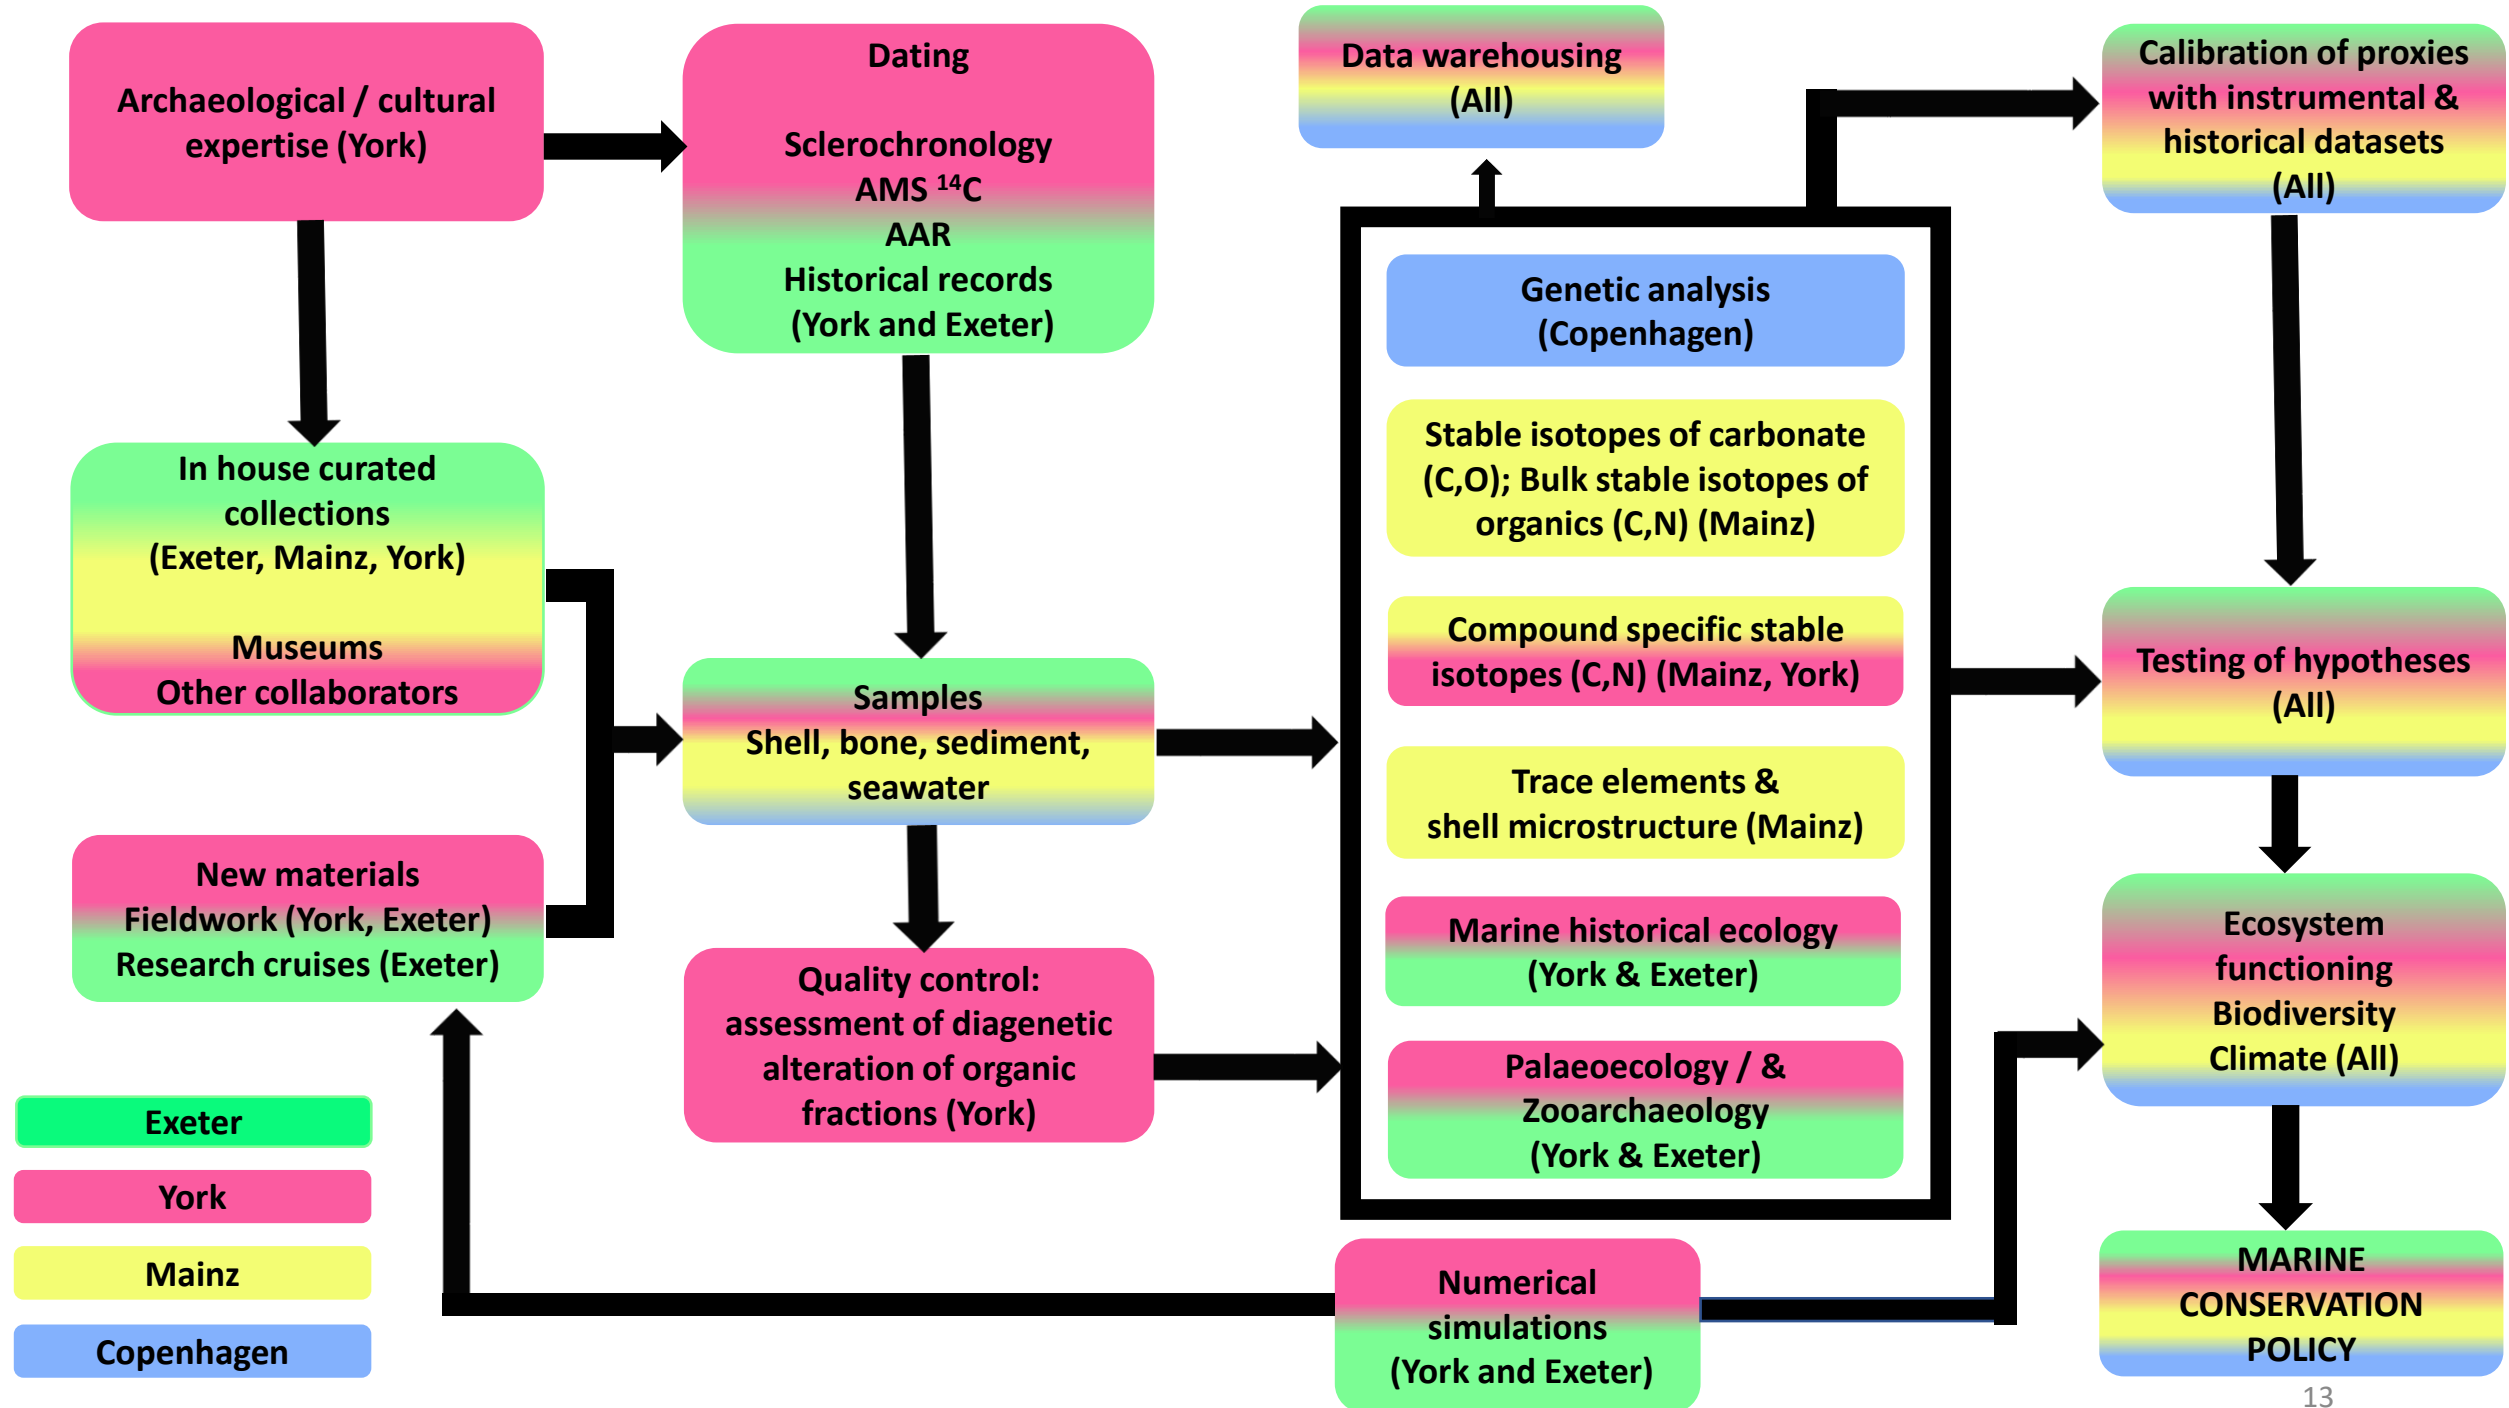 Archaeological / cultural
expertise (York)
Dating
Sclerochronology
AMS ¹⁴C
AAR
Historical records
(York and Exeter)
In house curated
collections
(Exeter, Mainz, York)
Museums
Other collaborators
New materials
Fieldwork (York, Exeter)
Research cruises (Exeter)
Samples
Shell, bone, sediment,
seawater
Quality control:
assessment of diagenetic
alteration of organic
fractions (York)
Data warehousing
(All)
Genetic analysis
(Copenhagen)
Stable isotopes of carbonate
(C,O); Bulk stable isotopes of
organics (C,N) (Mainz)
Compound specific stable
isotopes (C,N) (Mainz, York)
Trace elements &
shell microstructure (Mainz)
Marine historical ecology
(York & Exeter)
Palaeoecology / &
Zooarchaeology
(York & Exeter)
Numerical
simulations
(York and Exeter)
Calibration of proxies
with instrumental &
historical datasets
(All)
Testing of hypotheses
(All)
Ecosystem
functioning
Biodiversity
Climate (All)
MARINE
CONSERVATION
POLICY
Exeter
York
Mainz
Copenhagen
13